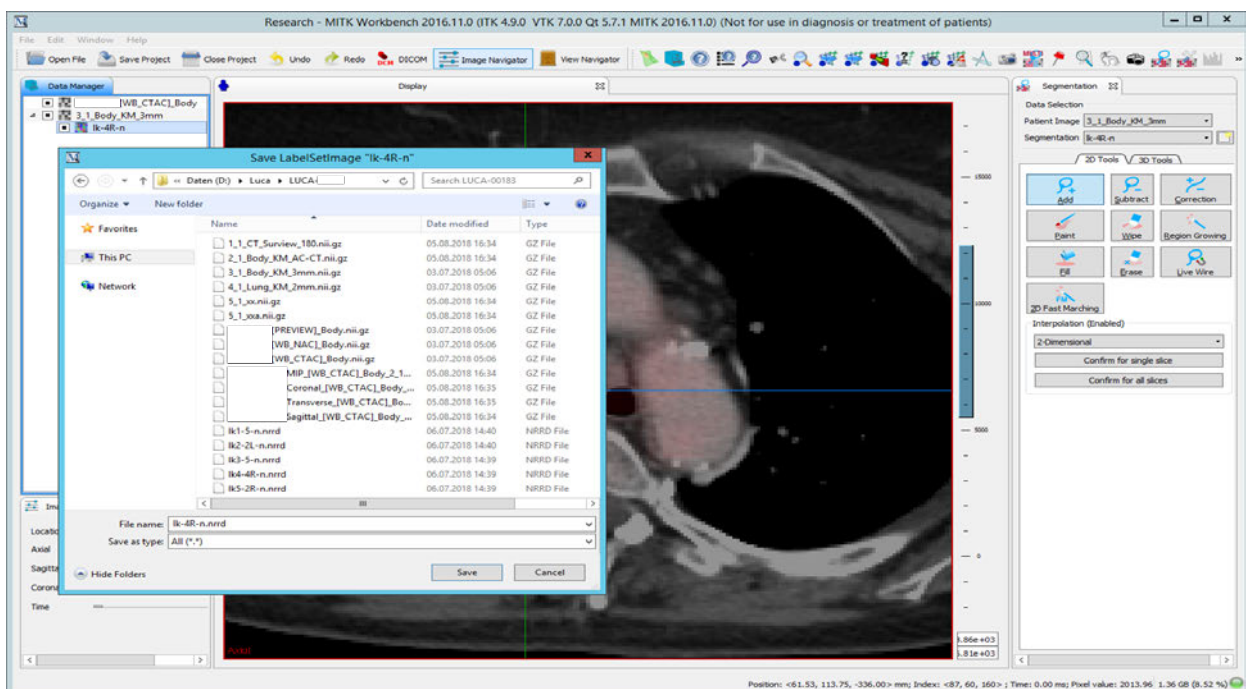 Research - MITK Workbench 2016.11.0 (ITK 4.9.0 VTK 7.0.0 Qt 5.7.1 MITK 2016.11.0) (Not for use in diagnosis or treatment of patients)
File Edit Window Help
Open File Save Project Close Project Undo Redo DICOM Image Navigator View Navigator
Data Manager
[WB_CTAC]_Body
3_1_Body_KM_3mm
lk-4R-n
Display
Save LabelSetImage "lk-4R-n"
« Daten (D:) ▸ Luca ▸ LUCA- Search LUCA-00183
Organize New folder
Favorites
This PC
Network
Name Date modified Type
1_1_CT_Surview_180.nii.gz 05.08.2018 16:34 GZ File
2_1_Body_KM_AC-CT.nii.gz 05.08.2018 16:34 GZ File
3_1_Body_KM_3mm.nii.gz 03.07.2018 05:06 GZ File
4_1_Lung_KM_2mm.nii.gz 03.07.2018 05:06 GZ File
5_1_xx.nii.gz 05.08.2018 16:34 GZ File
5_1_xxa.nii.gz 05.08.2018 16:34 GZ File
[PREVIEW]_Body.nii.gz 03.07.2018 05:06 GZ File
[WB_NAC]_Body.nii.gz 03.07.2018 05:06 GZ File
[WB_CTAC]_Body.nii.gz 03.07.2018 05:06 GZ File
MIP_[WB_CTAC]_Body_2_1... 05.08.2018 16:34 GZ File
Coronal_[WB_CTAC]_Body_... 05.08.2018 16:35 GZ File
Transverse_[WB_CTAC]_Bo... 05.08.2018 16:35 GZ File
Sagittal_[WB_CTAC]_Body_... 05.08.2018 16:34 GZ File
lk1-5-n.nrrd 06.07.2018 14:40 NRRD File
lk2-2L-n.nrrd 06.07.2018 14:40 NRRD File
lk3-5-n.nrrd 06.07.2018 14:39 NRRD File
lk4-4R-n.nrrd 06.07.2018 14:39 NRRD File
lk5-2R-n.nrrd 06.07.2018 14:39 NRRD File
File name: lk-4R-n.nrrd
Save as type: All (*.*)
Hide Folders Save Cancel
Ima
Locatio
Axial
Sagitta
Corona
Time
Axial
15000
10000
5000
0
.86e+03
.81e+03
Segmentation
Data Selection
Patient Image 3_1_Body_KM_3mm
Segmentation lk-4R-n
2D Tools 3D Tools
Add Subtract Correction
Paint Wipe Region Growing
Fill Erase Live Wire
2D Fast Marching
Interpolation (Enabled)
2-Dimensional
Confirm for single slice
Confirm for all slices
Position: <61.53, 113.75, -336.00> mm; Index: <87, 60, 160> ; Time: 0.00 ms; Pixel value: 2013.96 1.36 GB (8.52 %)